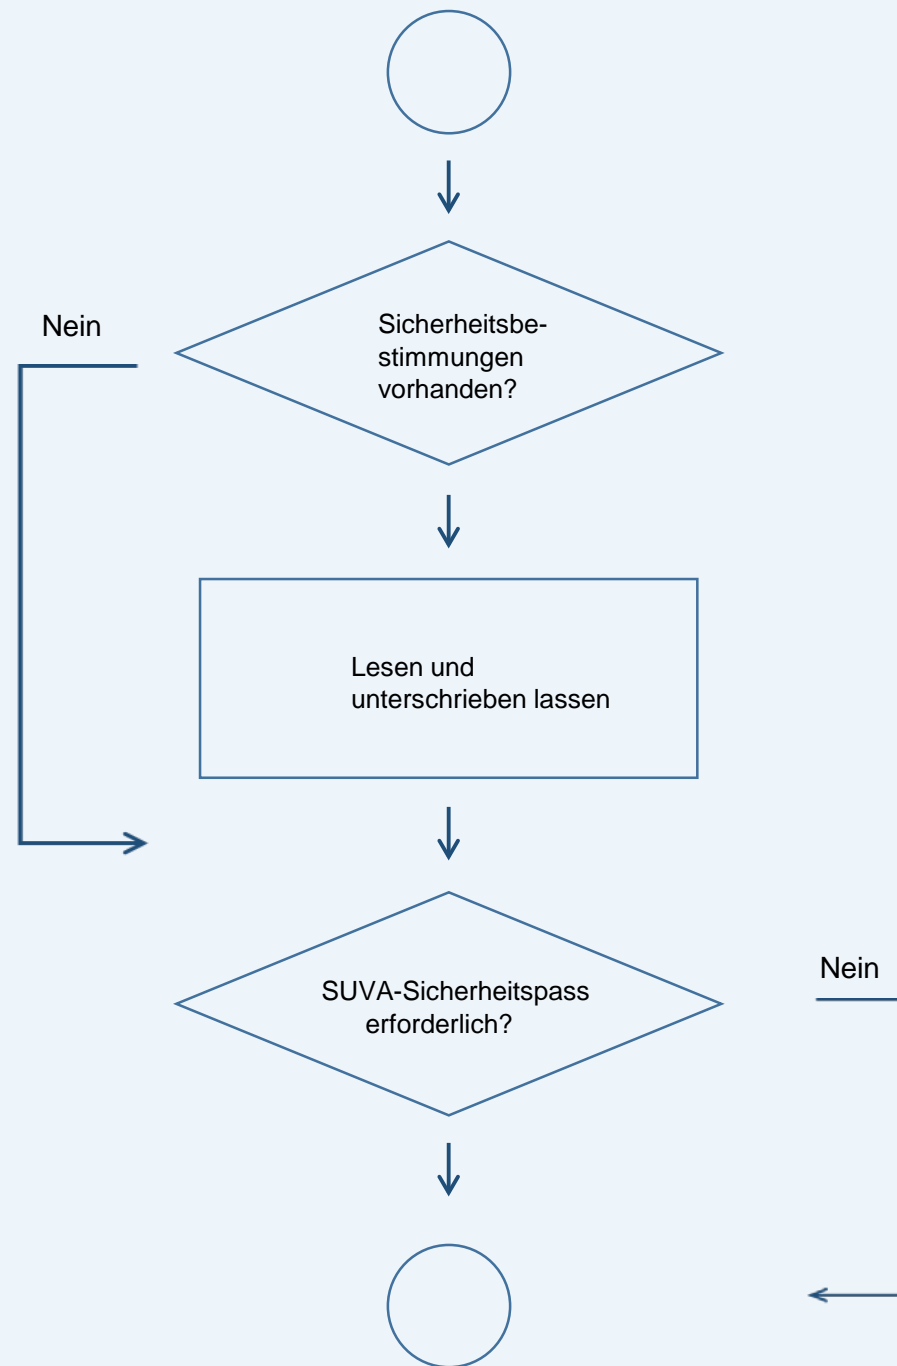 Nein
Sicherheitsbe-
stimmungen
vorhanden?
Lesen und
unterschrieben lassen
SUVA-Sicherheitspass
erforderlich?
Nein